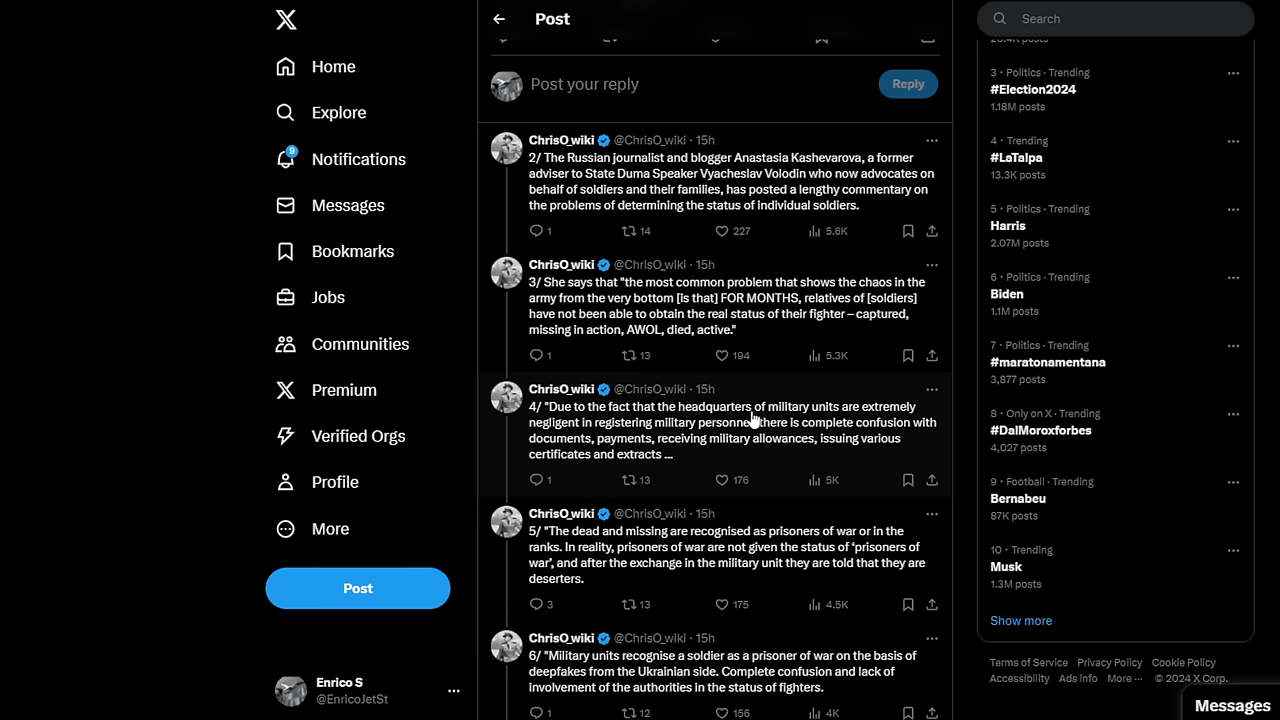 Home
Explore
9
Notifications
Messages
Bookmarks
Jobs
Communities
Premium
Verified Orgs
Profile
More
Post
Enrico S
@EnricoJetSt
Post
Post your reply
Reply
ChrisO_wiki @ChrisO_wiki · 15h
2/ The Russian journalist and blogger Anastasia Kashevarova, a former
adviser to State Duma Speaker Vyacheslav Volodin who now advocates on
behalf of soldiers and their families, has posted a lengthy commentary on
the problems of determining the status of individual soldiers.
1 14 227 5.6K
ChrisO_wiki @ChrisO_wiki · 15h
3/ She says that "the most common problem that shows the chaos in the
army from the very bottom [is that] FOR MONTHS, relatives of [soldiers]
have not been able to obtain the real status of their fighter – captured,
missing in action, AWOL, died, active."
1 13 194 5.3K
ChrisO_wiki @ChrisO_wiki · 15h
4/ "Due to the fact that the headquarters of military units are extremely
negligent in registering military personnel, there is complete confusion with
documents, payments, receiving military allowances, issuing various
certificates and extracts ...
1 13 176 5K
ChrisO_wiki @ChrisO_wiki · 15h
5/ "The dead and missing are recognised as prisoners of war or in the
ranks. In reality, prisoners of war are not given the status of ‘prisoners of
war’, and after the exchange in the military unit they are told that they are
deserters.
3 13 175 4.5K
ChrisO_wiki @ChrisO_wiki · 15h
6/ "Military units recognise a soldier as a prisoner of war on the basis of
deepfakes from the Ukrainian side. Complete confusion and lack of
involvement of the authorities in the status of fighters.
1 12 156 4K
Search
3 · Politics · Trending
#Election2024
1.18M posts
4 · Trending
#LaTalpa
13.3K posts
5 · Politics · Trending
Harris
2.07M posts
6 · Politics · Trending
Biden
1.1M posts
7 · Politics · Trending
#maratonamentana
3,877 posts
8 · Only on X · Trending
#DalMoroxforbes
4,027 posts
9 · Football · Trending
Bernabeu
87K posts
10 · Trending
Musk
1.3M posts
Show more
Terms of Service Privacy Policy Cookie Policy
Accessibility Ads info More ··· © 2024 X Corp.
Messages